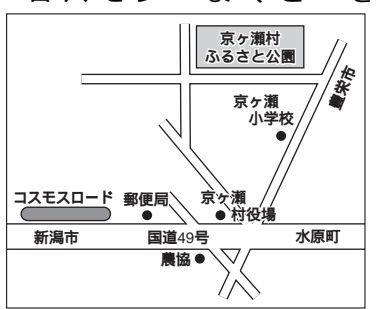 京ヶ瀬村
ふるさと公園
豊栄市
京ヶ瀬
小学校
コスモスロード
郵便局
京ヶ瀬
村役場
新潟市
国道49号
水原町
農協